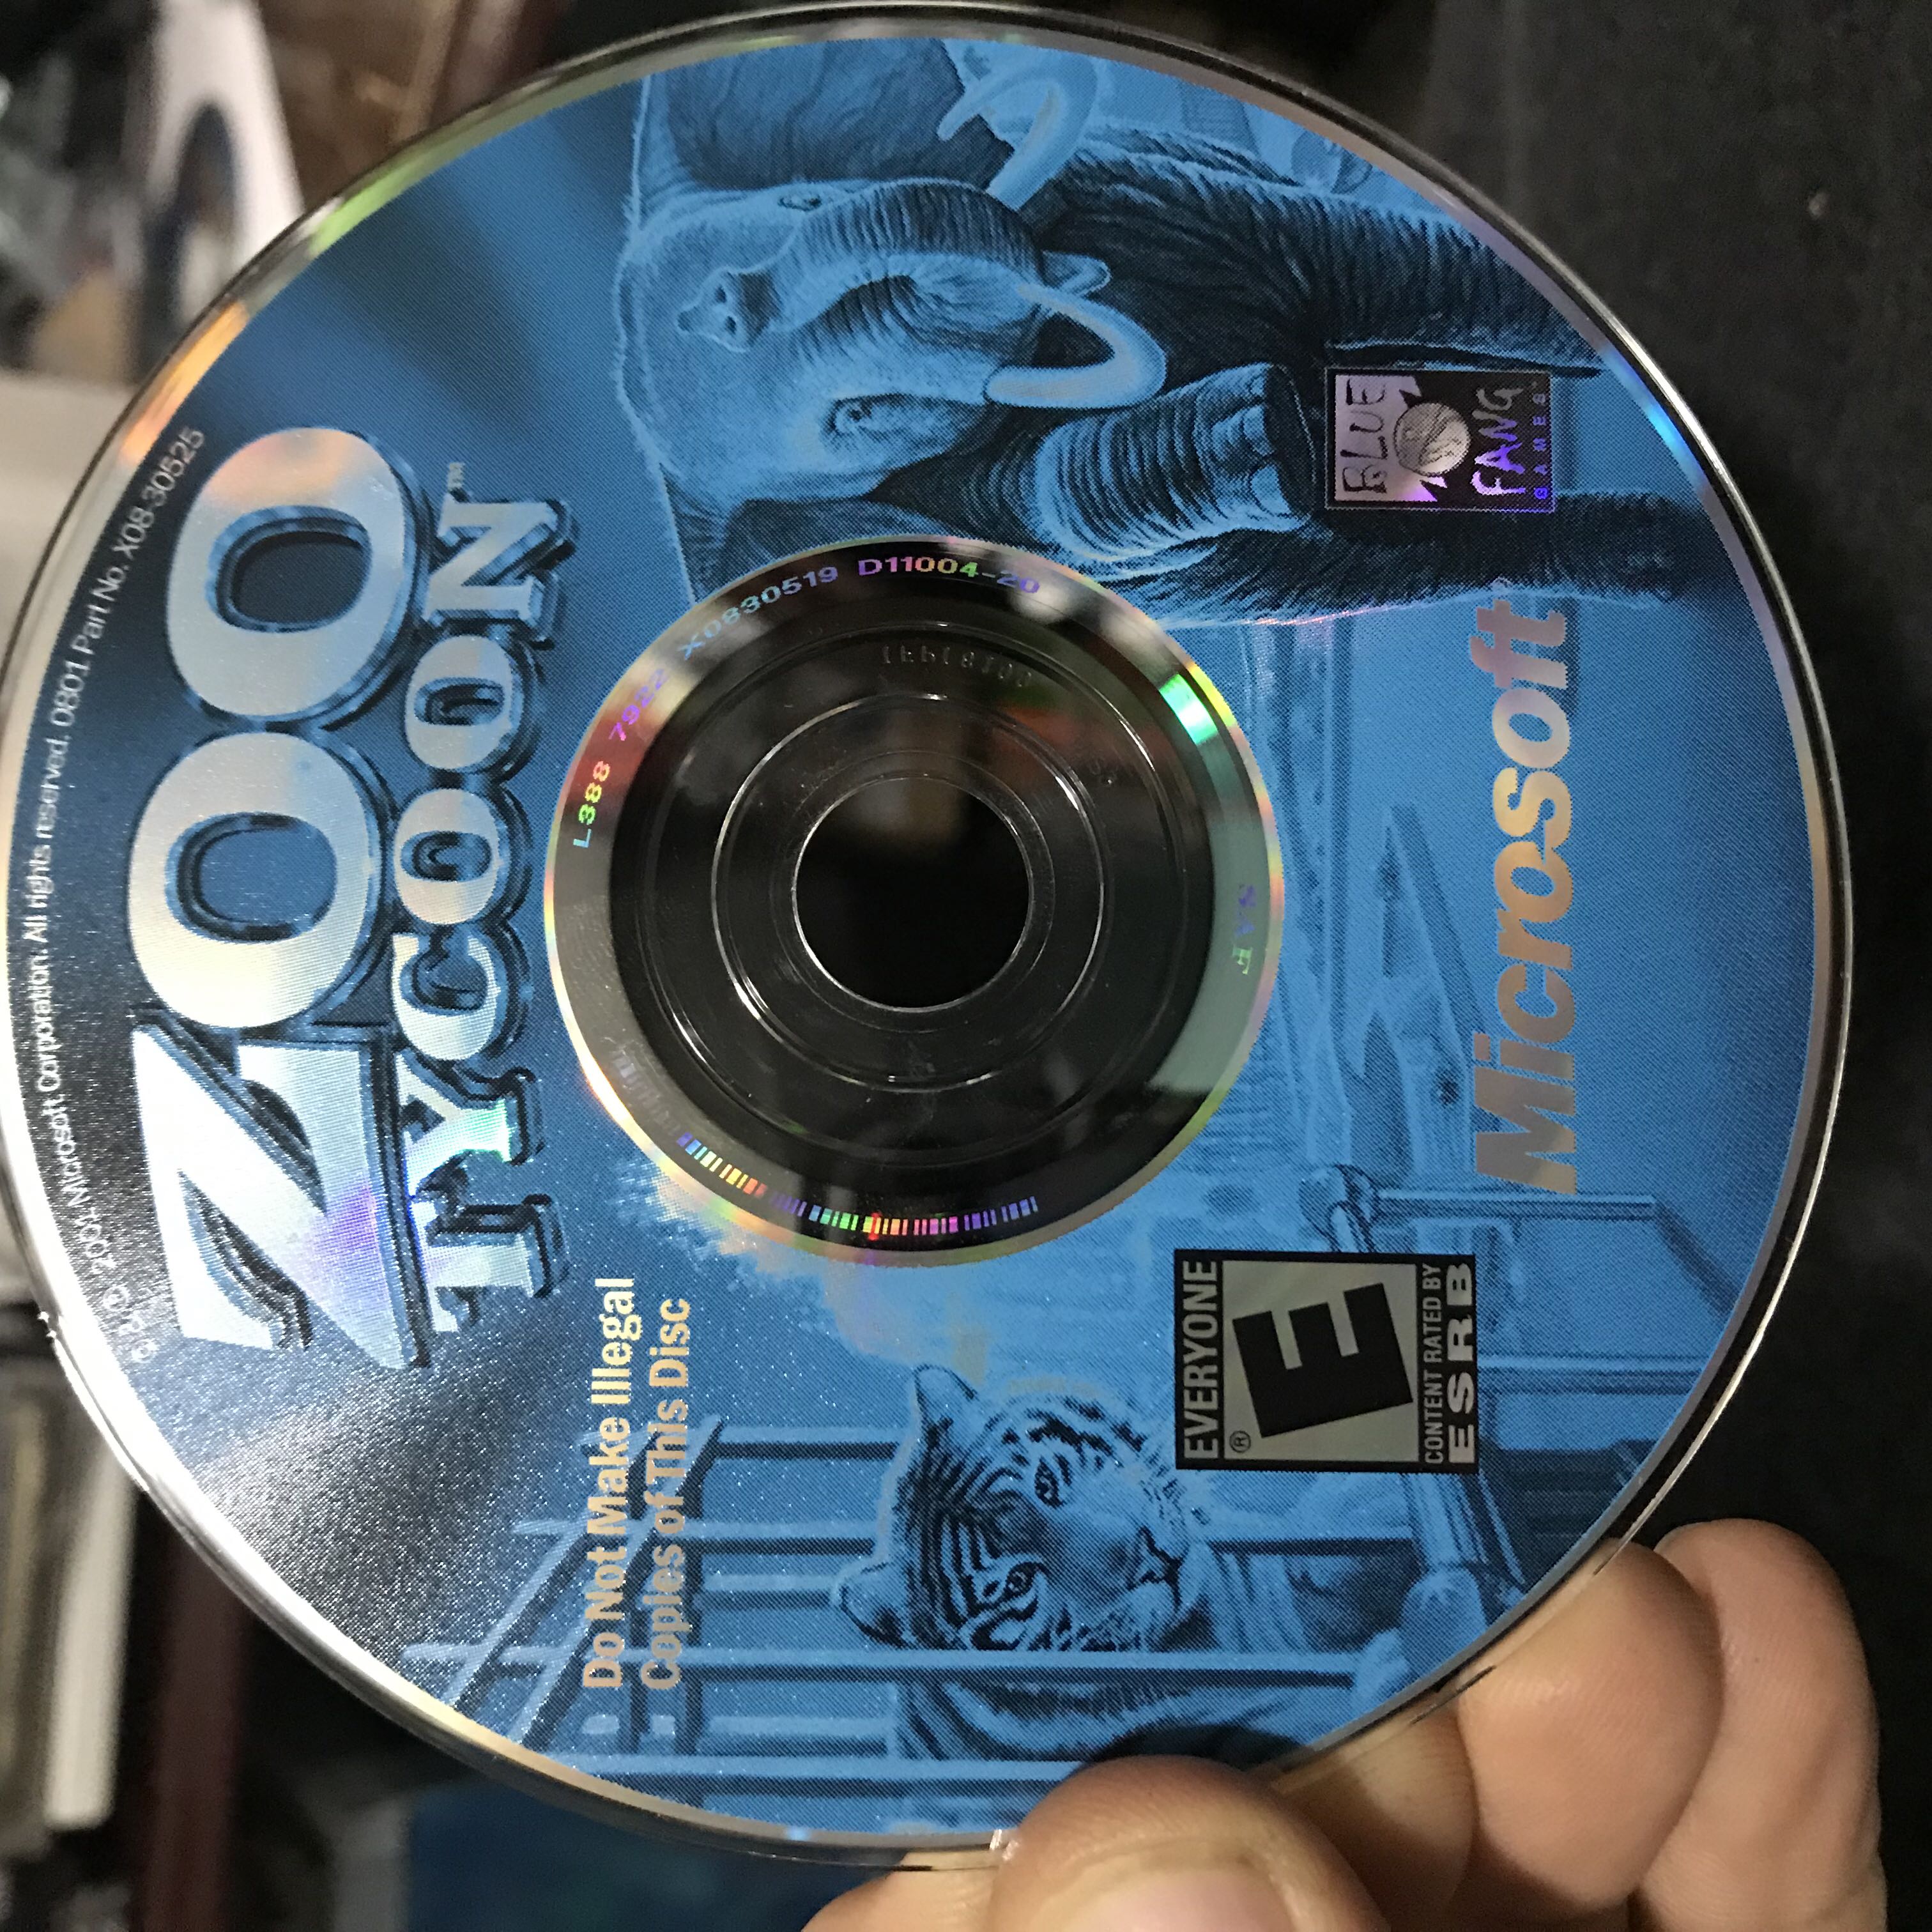 Microsoft®
BLUE
FANG
GAMES
EVERYONE
E
®
CONTENT RATED BY
ESRB
L388 7922 X0830519 D11004-20
Do Not Make Illegal
Copies of This Disc
ZOO
TYCOON™
Microsoft Corporation. All rights reserved. 0801 Part No. X08-30525